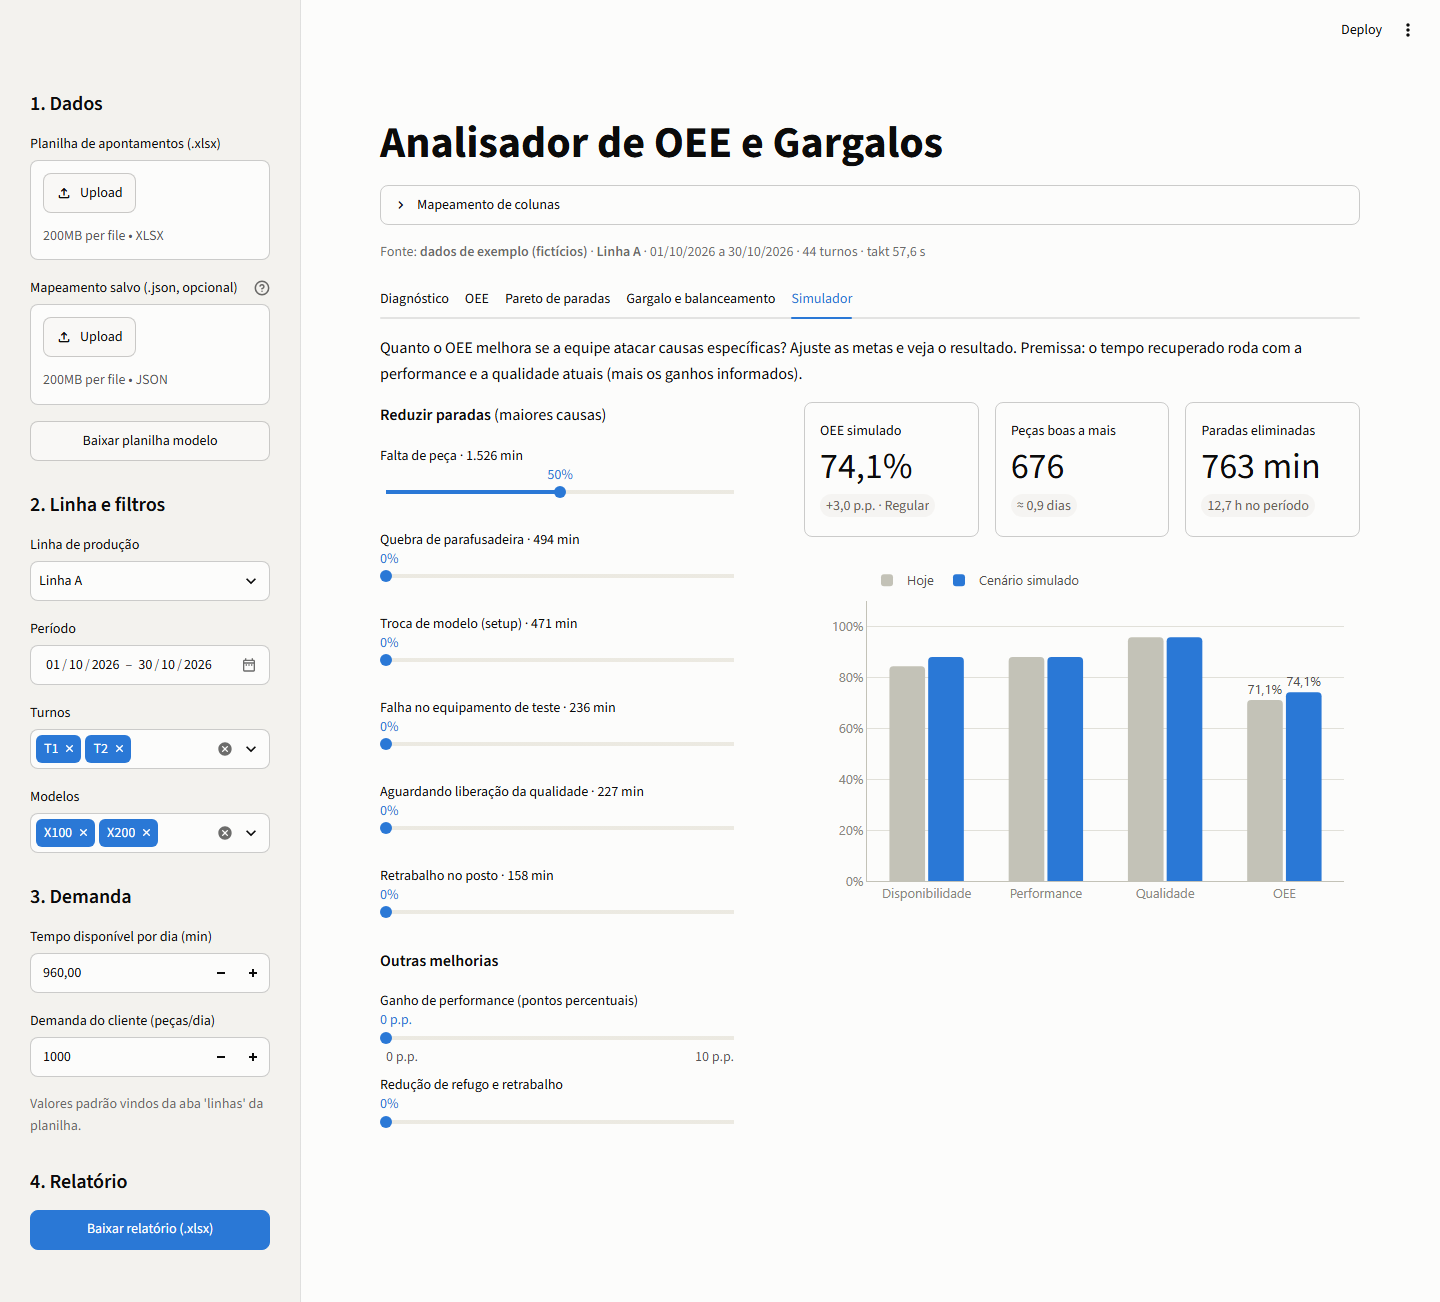 Deploy
1. Dados
Planilha de apontamentos (.xlsx)
Upload
200MB per file • XLSX
Mapeamento salvo (.json, opcional)
Upload
200MB per file • JSON
Baixar planilha modelo
2. Linha e filtros
Linha de produção
Linha A
Período
01 / 10 / 2026 – 30 / 10 / 2026
Turnos
T1 × T2 ×
Modelos
X100 × X200 ×
3. Demanda
Tempo disponível por dia (min)
960,00
Demanda do cliente (peças/dia)
1000
Valores padrão vindos da aba 'linhas' da
planilha.
4. Relatório
Baixar relatório (.xlsx)
Analisador de OEE e Gargalos
Mapeamento de colunas
Fonte: dados de exemplo (fictícios) · Linha A · 01/10/2026 a 30/10/2026 · 44 turnos · takt 57,6 s
Diagnóstico OEE Pareto de paradas Gargalo e balanceamento Simulador
Quanto o OEE melhora se a equipe atacar causas específicas? Ajuste as metas e veja o resultado. Premissa: o tempo recuperado roda com a
performance e a qualidade atuais (mais os ganhos informados).
Reduzir paradas (maiores causas)
Falta de peça · 1.526 min
50%
Quebra de parafusadeira · 494 min
0%
Troca de modelo (setup) · 471 min
0%
Falha no equipamento de teste · 236 min
0%
Aguardando liberação da qualidade · 227 min
0%
Retrabalho no posto · 158 min
0%
Outras melhorias
Ganho de performance (pontos percentuais)
0 p.p.
0 p.p. 10 p.p.
Redução de refugo e retrabalho
0%
OEE simulado
74,1%
+3,0 p.p. · Regular
Peças boas a mais
676
≈ 0,9 dias
Paradas eliminadas
763 min
12,7 h no período
Hoje Cenário simulado
100%
80%
60%
40%
20%
0%
71,1% 74,1%
Disponibilidade Performance Qualidade OEE